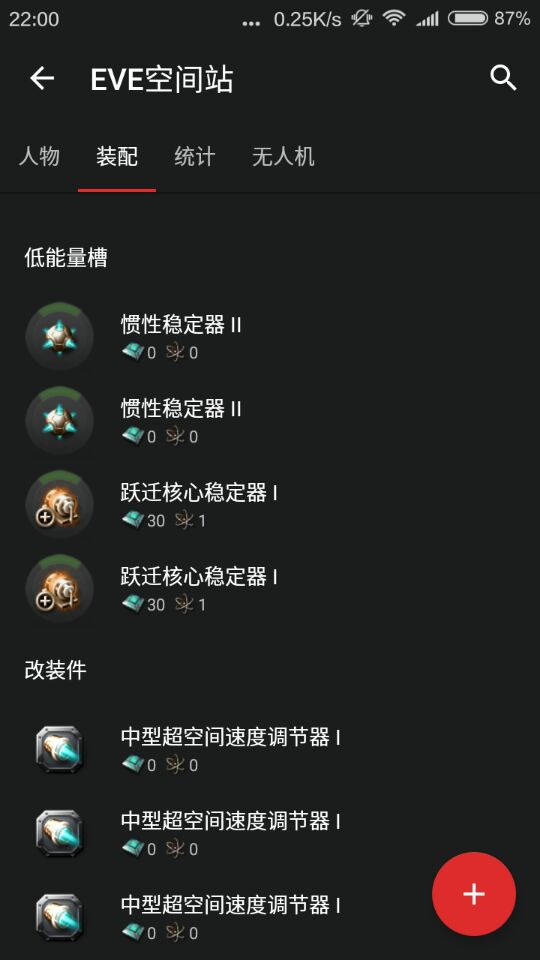 22:00
... 0.25K/s 87%
EVE空间站
人物 装配 统计 无人机
低能量槽
惯性稳定器 II
0 0
惯性稳定器 II
0 0
跃迁核心稳定器 I
30 1
跃迁核心稳定器 I
30 1
改装件
中型超空间速度调节器 I
0 0
中型超空间速度调节器 I
0 0
中型超空间速度调节器 I
0 0